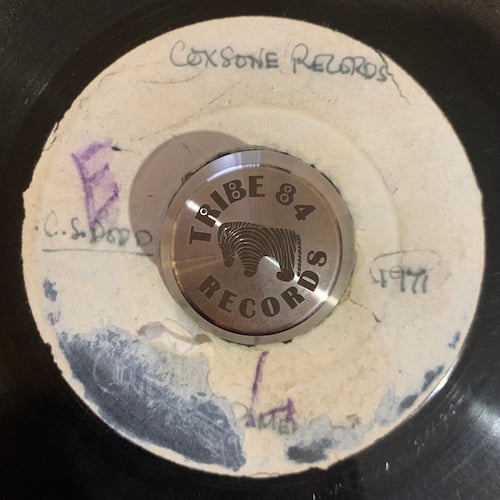 COXSONE RECORDS
TRIBE 84
RECORDS
C. S. DODD
1971